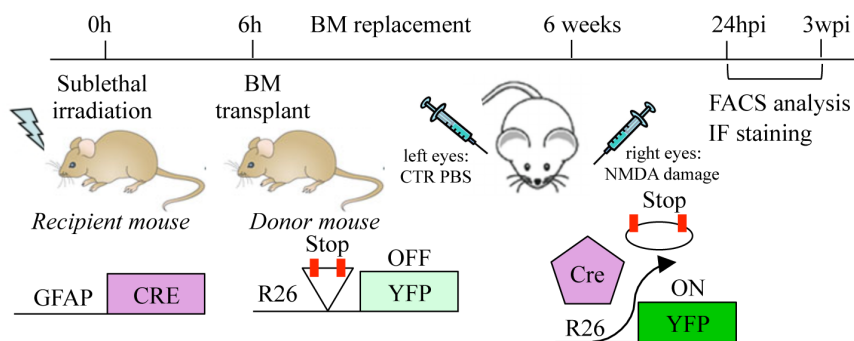 0h 6h BM replacement 6 weeks 24hpi 3wpi
Sublethal
irradiation
BM
transplant
left eyes:
CTR PBS
right eyes:
NMDA damage
FACS analysis
IF staining
Recipient mouse
Donor mouse
Stop
OFF
GFAP CRE
R26 YFP
Stop
Cre
ON
R26 YFP